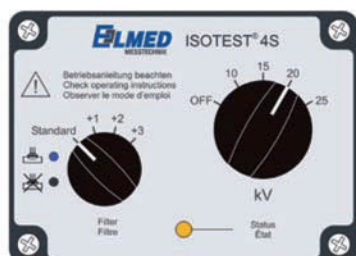 ELMED ISOTEST® 4S
MESSTECHNIK
Betriebsanleitung beachten
Check operating instructions
Observer le mode d'emploi
OFF 10 15 20 25
kV
Standard +1 +2 +3
Filter
Filtre
Status
État